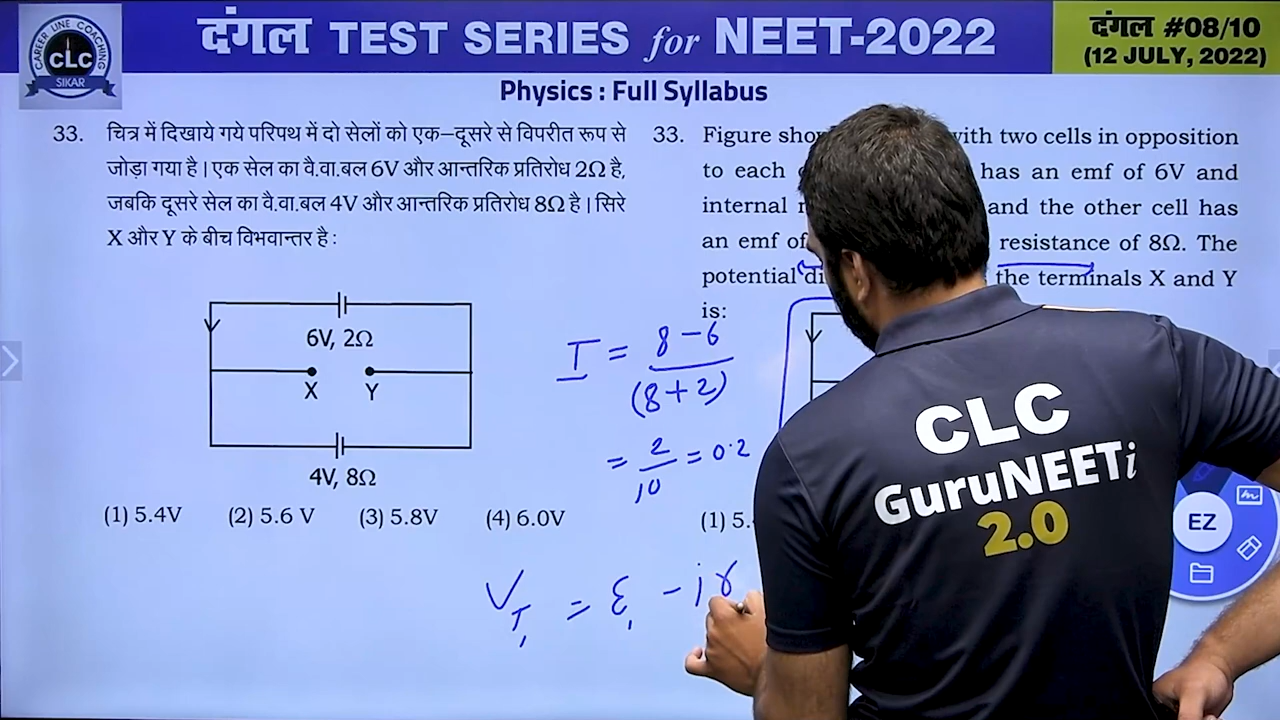 CAREER LINE COACHING
CLC
SIKAR
दंगल TEST SERIES for NEET-2022
दंगल #08/10
(12 JULY, 2022)
Physics : Full Syllabus
33. चित्र में दिखाये गये परिपथ में दो सेलों को एक–दूसरे से विपरीत रूप से
जोड़ा गया है। एक सेल का वै.वा.बल 6V और आन्तरिक प्रतिरोध 2Ω है,
जबकि दूसरे सेल का वै.वा.बल 4V और आन्तरिक प्रतिरोध 8Ω है। सिरे
X और Y के बीच विभवान्तर है :
6V, 2Ω
X Y
4V, 8Ω
(1) 5.4V (2) 5.6 V (3) 5.8V (4) 6.0V
33. Figure with two cells in opposition
to each has an emf of 6V and
internal and the other cell has
an emf of resistance of 8Ω. The
potential the terminals X and Y
is:
(1) 5.
I = 8 – 6
(8 + 2)
= 2 = 0.2
10
V T 1 = ε 1 – i r
CLC
GuruNEETi
2.0
EZ